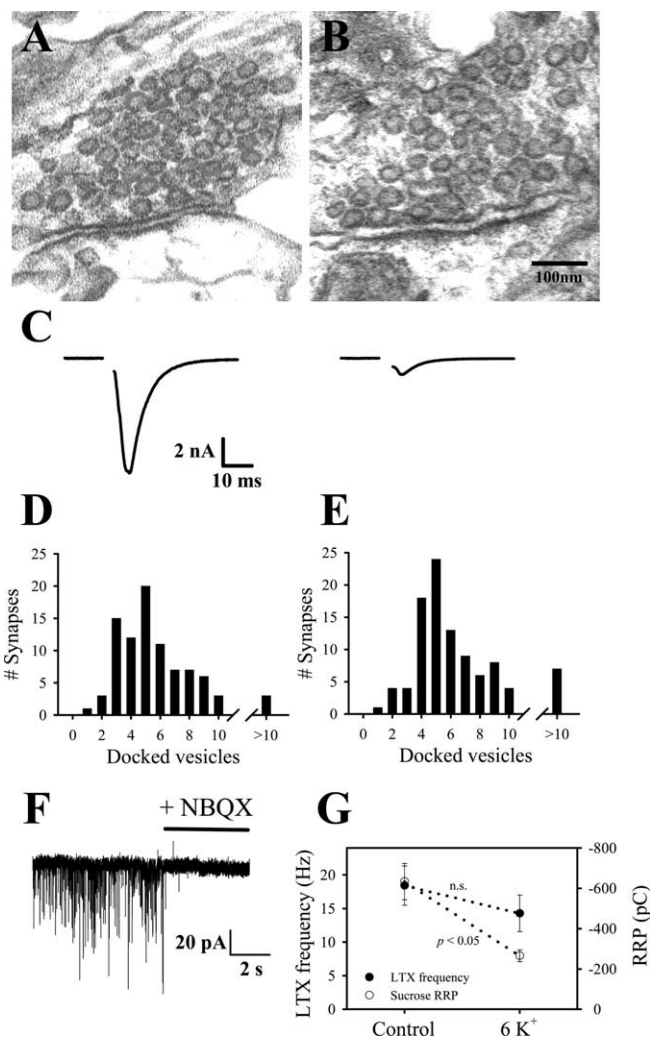 A
B
100nm
C
2 nA
10 ms
D
E
25
20
15
10
5
0
# Synapses
0 2 4 6 8 10 >10
Docked vesicles
25
20
15
10
5
0
# Synapses
0 2 4 6 8 10 >10
Docked vesicles
F
+ NBQX
20 pA
2 s
G
20
15
10
5
0
LTX frequency (Hz)
n.s.
p < 0.05
LTX frequency
Sucrose RRP
-800
-600
-400
-200
0
RRP (pC)
Control 6 K⁺